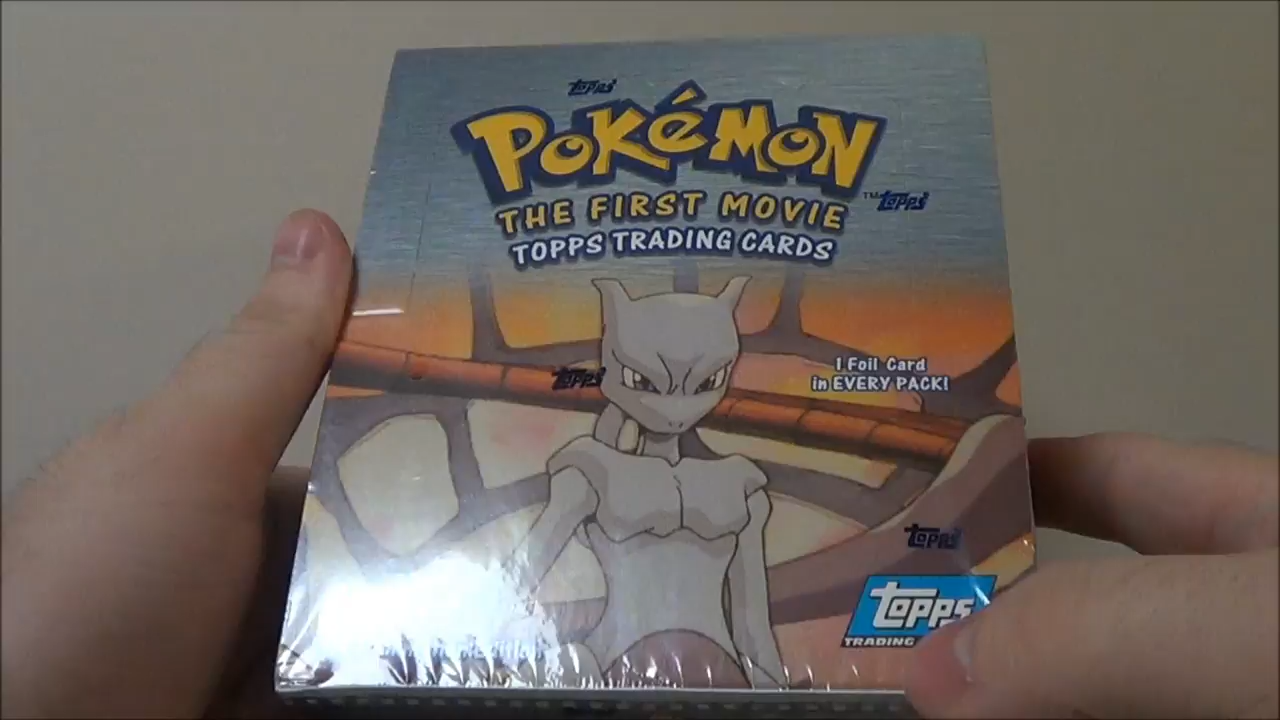 topps
POKéMON
THE FIRST MOVIE
TM topps
TOPPS TRADING CARDS
1 Foil Card
in EVERY PACK!
topps
topps
topps
TRADING